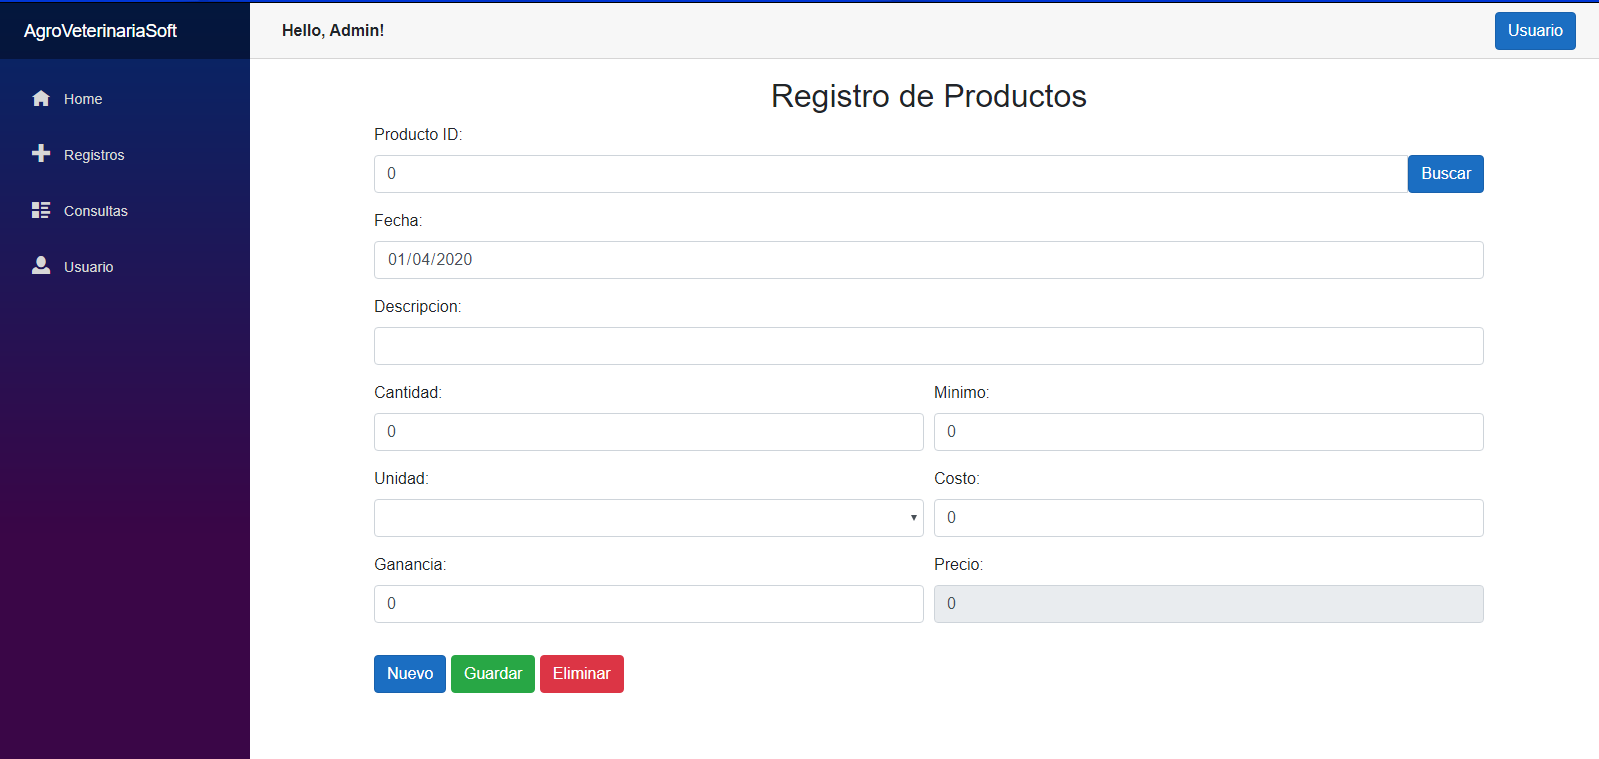 AgroVeterinariaSoft
Hello, Admin!
Usuario
Home
Registros
Consultas
Usuario
Registro de Productos
Producto ID:
0
Buscar
Fecha:
01/04/2020
Descripcion:
Cantidad:
Minimo:
0
0
Unidad:
Costo:
0
Ganancia:
Precio:
0
0
Nuevo
Guardar
Eliminar